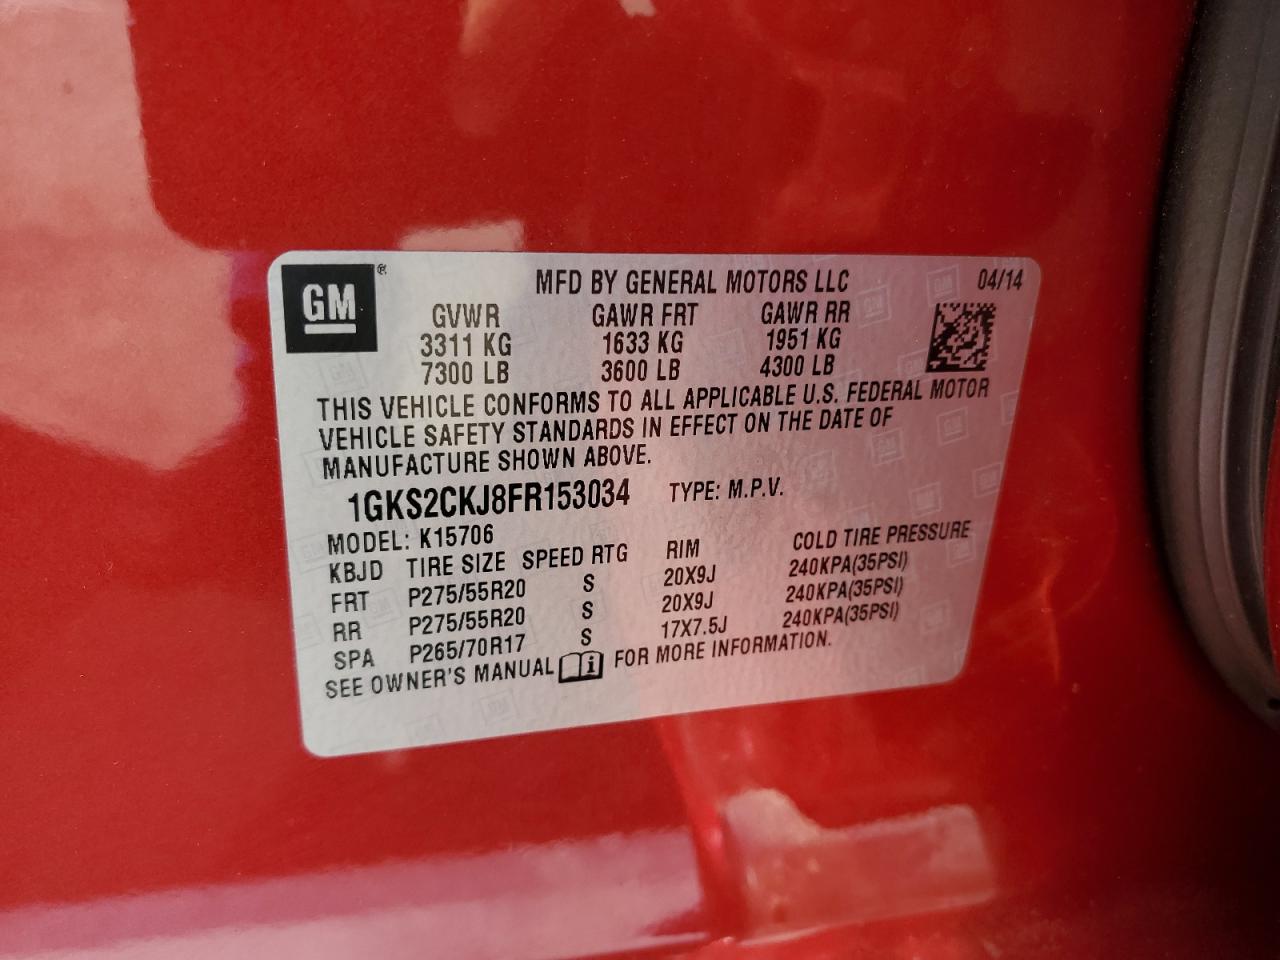 GM ®
MFD BY GENERAL MOTORS LLC 04/14
GVWR GAWR FRT GAWR RR
3311 KG 1633 KG 1951 KG
7300 LB 3600 LB 4300 LB
THIS VEHICLE CONFORMS TO ALL APPLICABLE U.S. FEDERAL MOTOR
VEHICLE SAFETY STANDARDS IN EFFECT ON THE DATE OF
MANUFACTURE SHOWN ABOVE.
1GKS2CKJ8FR153034 TYPE: M.P.V.
MODEL: K15706
KBJD TIRE SIZE SPEED RTG RIM COLD TIRE PRESSURE
FRT P275/55R20 S 20X9J 240KPA(35PSI)
RR P275/55R20 S 20X9J 240KPA(35PSI)
SPA P265/70R17 S 17X7.5J 240KPA(35PSI)
SEE OWNER'S MANUAL i FOR MORE INFORMATION.